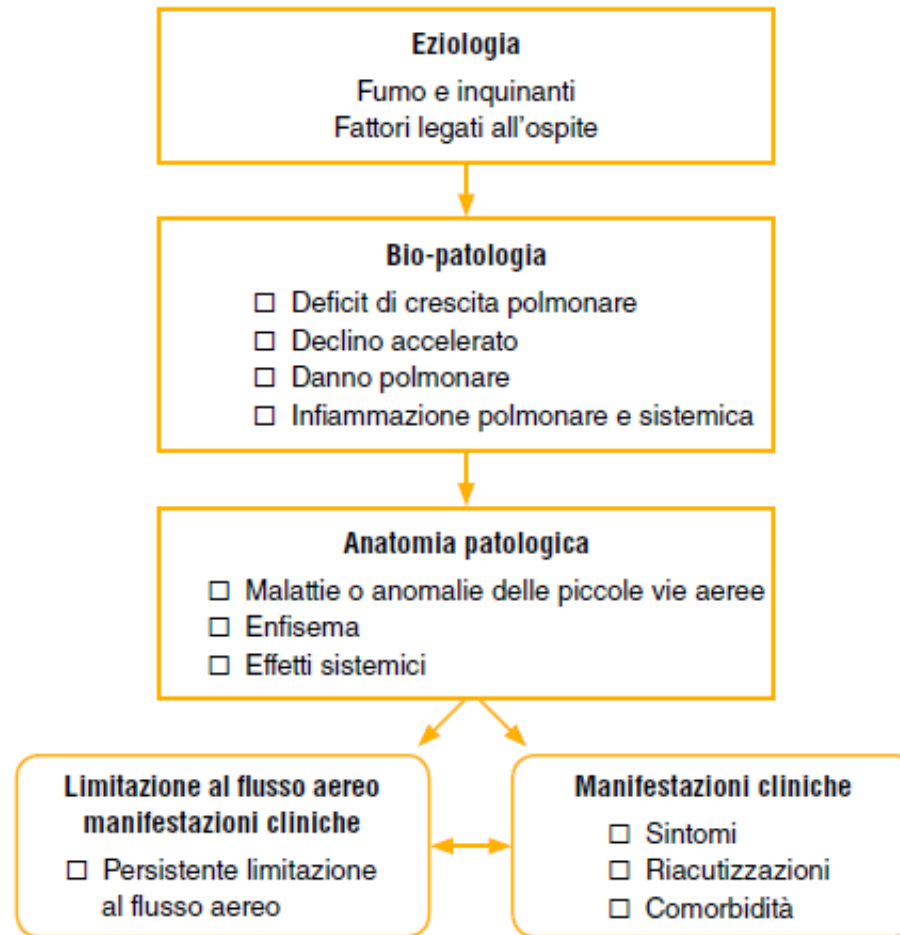 Eziologia
Fumo e inquinanti
Fattori legati all'ospite
Bio-patologia
☐ Deficit di crescita polmonare
☐ Declino accelerato
☐ Danno polmonare
☐ Infiammazione polmonare e sistemica
Anatomia patologica
☐ Malattie o anomalie delle piccole vie aeree
☐ Enfisema
☐ Effetti sistemici
Limitazione al flusso aereo
manifestazioni cliniche
☐ Persistente limitazione
al flusso aereo
Manifestazioni cliniche
☐ Sintomi
☐ Riacutizzazioni
☐ Comorbidità